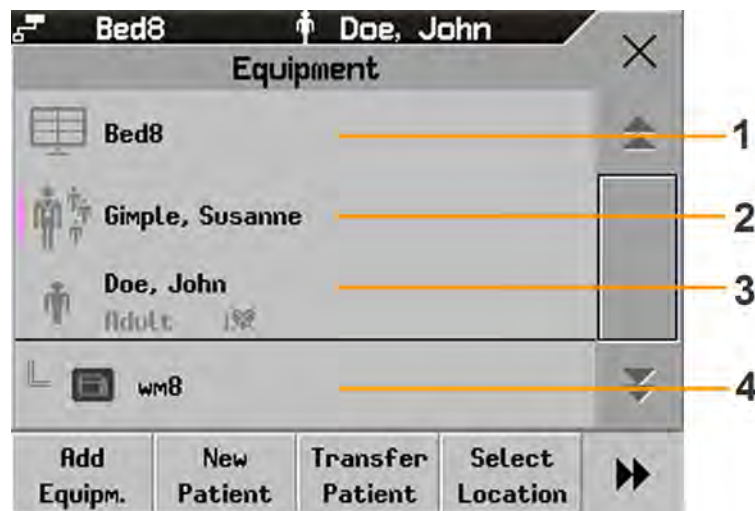 Bed8 Doe, John
Equipment
Bed8 1
Gimple, Susanne 2
Doe, John 3
Adult
wm8 4
Add Equipm.
New Patient
Transfer Patient
Select Location